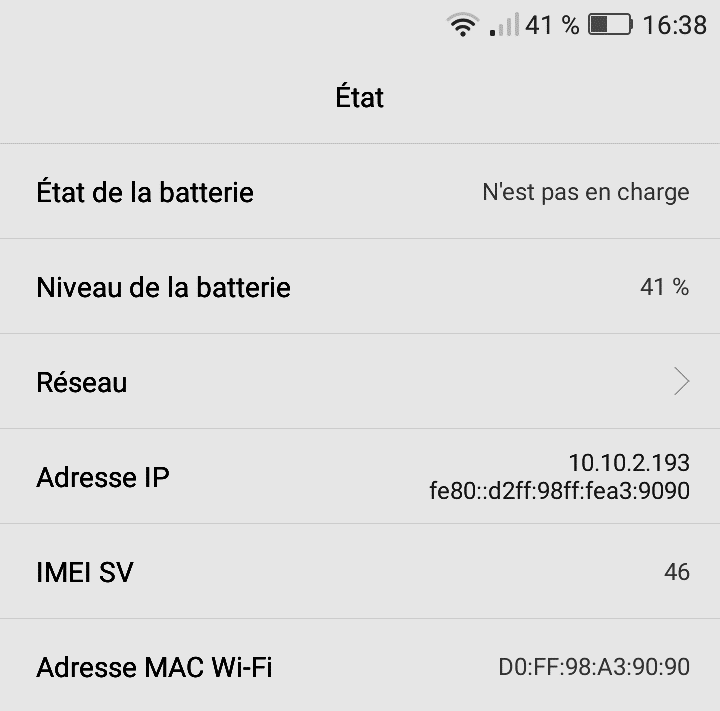 41 % 16:38
État
État de la batterie N'est pas en charge
Niveau de la batterie 41 %
Réseau
Adresse IP 10.10.2.193
fe80::d2ff:98ff:fea3:9090
IMEI SV 46
Adresse MAC Wi-Fi D0:FF:98:A3:90:90